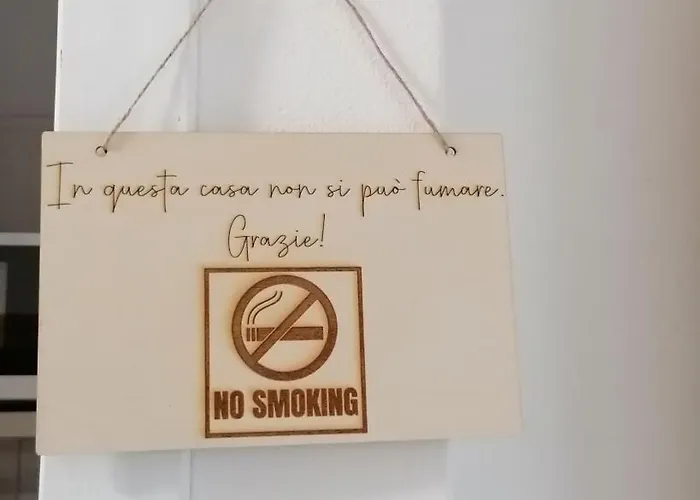 In questa casa non si può fumare.
Grazie!
NO SMOKING